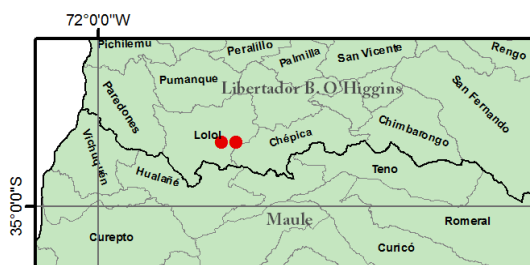 72°0'0"W
Pichilemu
Peralillo
Palmilla
San Vicente
Rengo
Pumanque
Libertador B. O'Higgins
Paredones
San Fernando
Lolol
Chépica
Chimbarongo
Vichuquén
Hualañé
Teno
35°0'0"S
Maule
Romeral
Curepto
Curicó